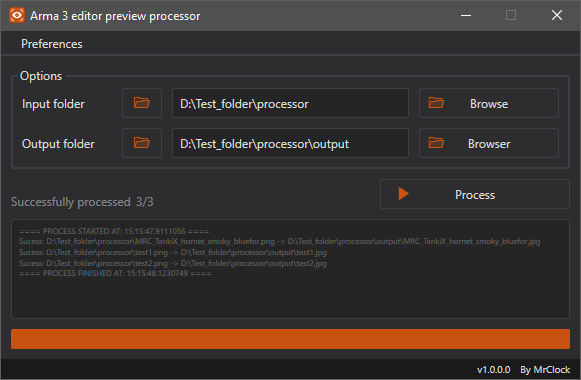 Arma 3 editor preview processor
Preferences
Options
Input folder D:\Test_folder\processor Browse
Output folder D:\Test_folder\processor\output Browser
Process
Successfully processed 3/3
==== PROCESS STARTED AT: 15:15:47.9111056 ====
Sucess: D:\Test_folder\processor\MRC_TankiX_hornet_smoky_bluefor.png -> D:\Test_folder\processor\output\MRC_TankiX_hornet_smoky_bluefor.jpg
Sucess: D:\Test_folder\processor\test1.png -> D:\Test_folder\processor\output\test1.jpg
Sucess: D:\Test_folder\processor\test2.png -> D:\Test_folder\processor\output\test2.jpg
==== PROCESS FINISHED AT: 15:15:48.1230749 ====
v1.0.0.0 By MrClock